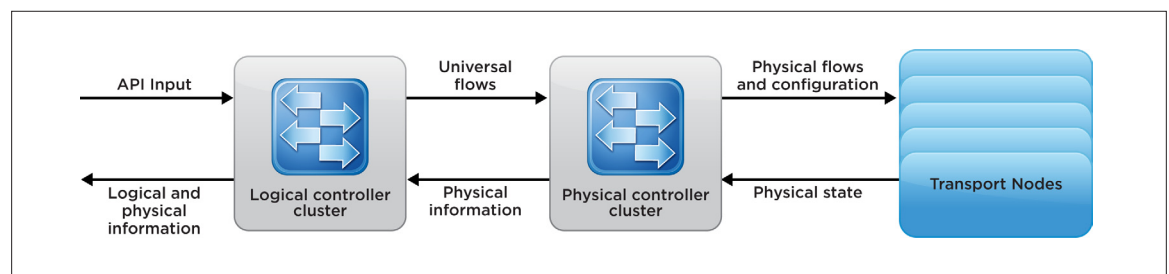 API Input
Universal
flows
Physical flows
and configuration
Logical and
physical
information
Logical controller
cluster
Physical
information
Physical controller
cluster
Physical state
Transport Nodes